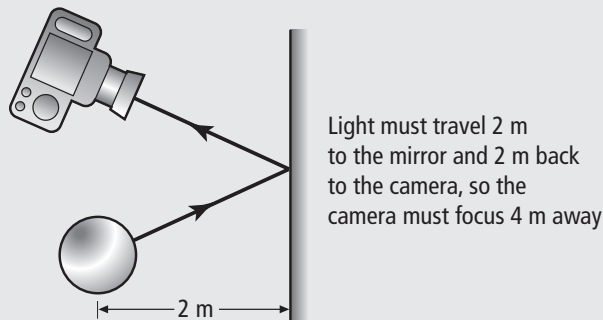 Light must travel 2 m
to the mirror and 2 m back
to the camera, so the
camera must focus 4 m away
2 m